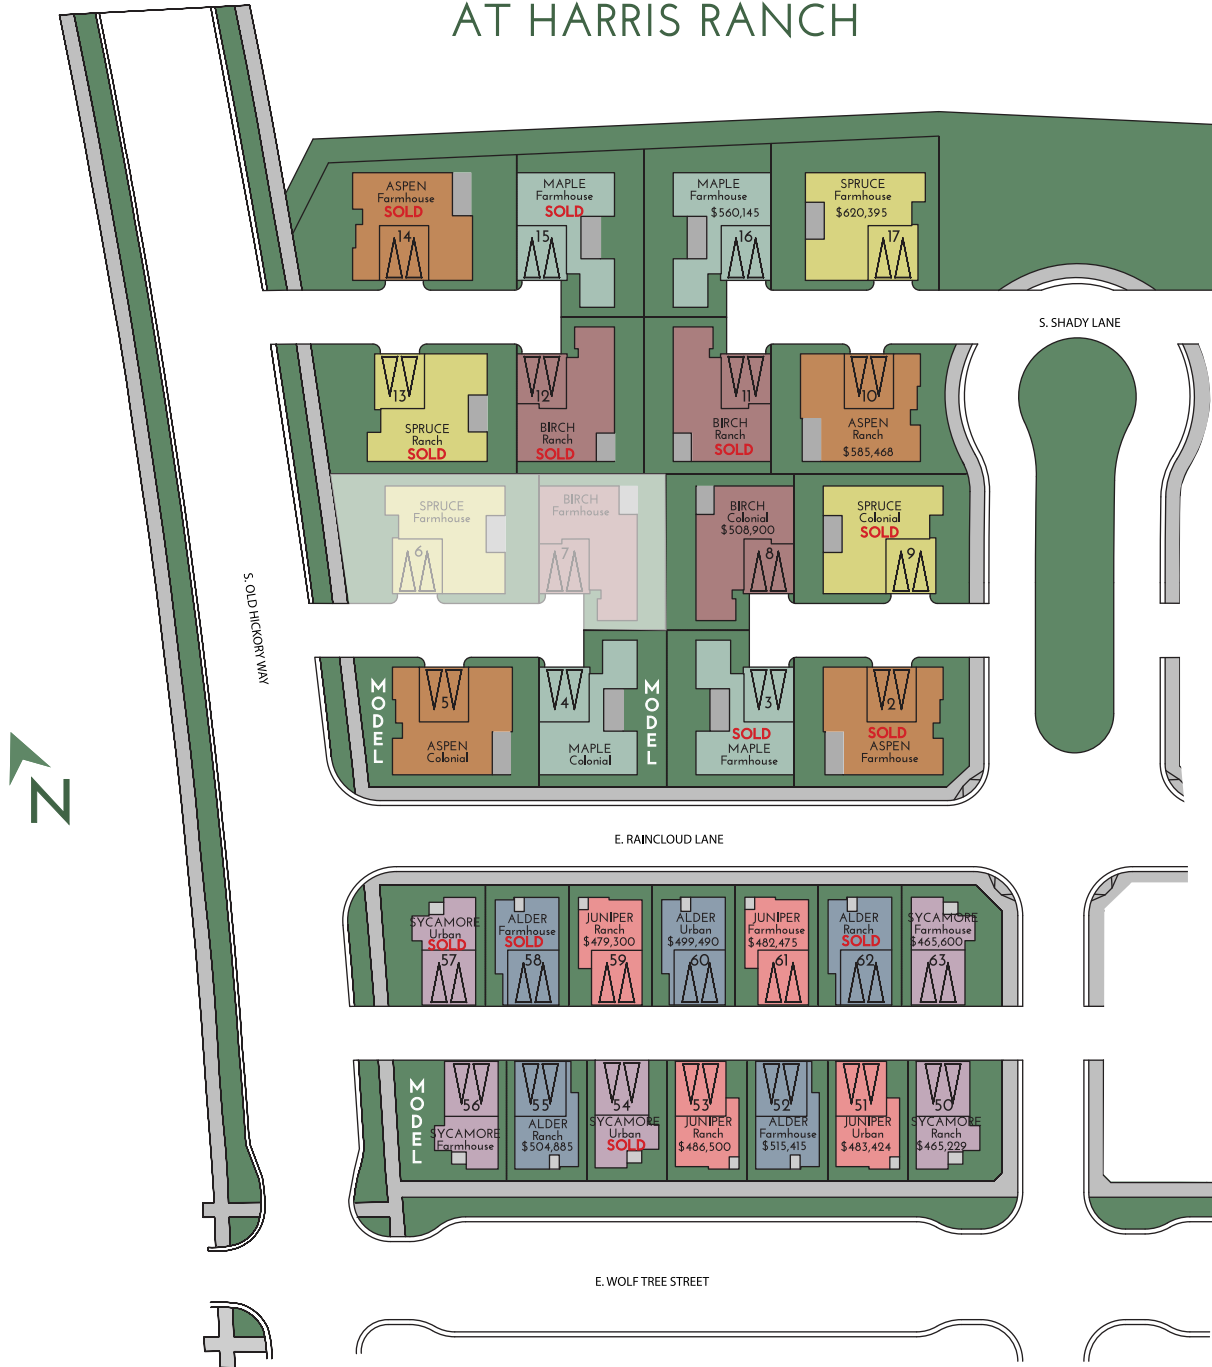 AT HARRIS RANCH
ASPEN
Farmhouse
SOLD
14
MAPLE
Farmhouse
SOLD
15
MAPLE
Farmhouse
$560,145
16
SPRUCE
Farmhouse
$620,395
17
S. SHADY LANE
13
SPRUCE
Ranch
SOLD
12
BIRCH
Ranch
SOLD
11
BIRCH
Ranch
SOLD
10
ASPEN
Ranch
$585,468
SPRUCE
Farmhouse
6
BIRCH
Farmhouse
7
BIRCH
Colonial
$508,900
8
SPRUCE
Colonial
SOLD
9
S. OLD HICKORY WAY
MODEL
5
ASPEN
Colonial
4
MAPLE
Colonial
MODEL
3
SOLD
MAPLE
Farmhouse
2
SOLD
ASPEN
Farmhouse
N
E. RAINCLOUD LANE
SYCAMORE
Urban
SOLD
57
ALDER
Farmhouse
SOLD
58
JUNIPER
Ranch
$479,300
59
ALDER
Urban
$499,490
60
JUNIPER
Farmhouse
$482,475
61
ALDER
Ranch
SOLD
62
SYCAMORE
Farmhouse
$465,600
63
MODEL
56
SYCAMORE
Farmhouse
55
ALDER
Ranch
$504,885
54
SYCAMORE
Urban
SOLD
53
JUNIPER
Ranch
$486,500
52
ALDER
Farmhouse
$515,415
51
JUNIPER
Urban
$483,424
50
SYCAMORE
Ranch
$465,229
E. WOLF TREE STREET